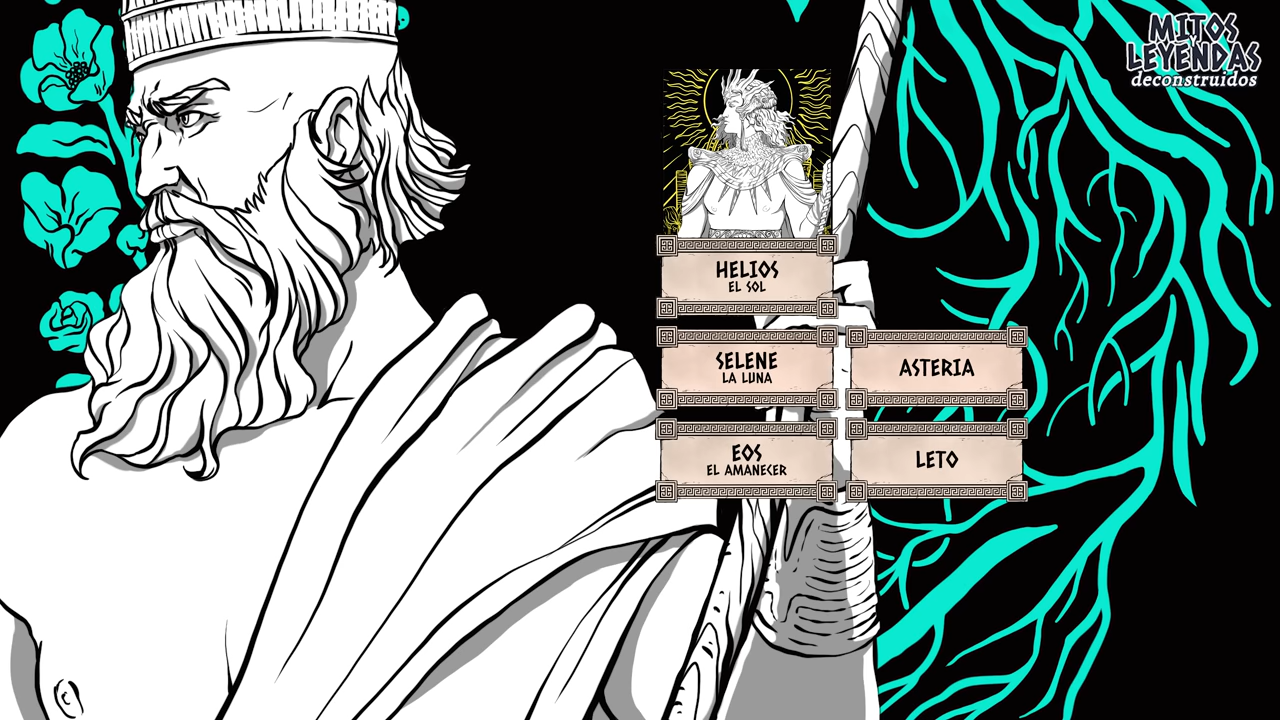 MITOS
Y
LEYENDAS
deconstruidos
HELIOS
EL SOL
SELENE
LA LUNA
ASTERIA
EOS
EL AMANECER
LETO